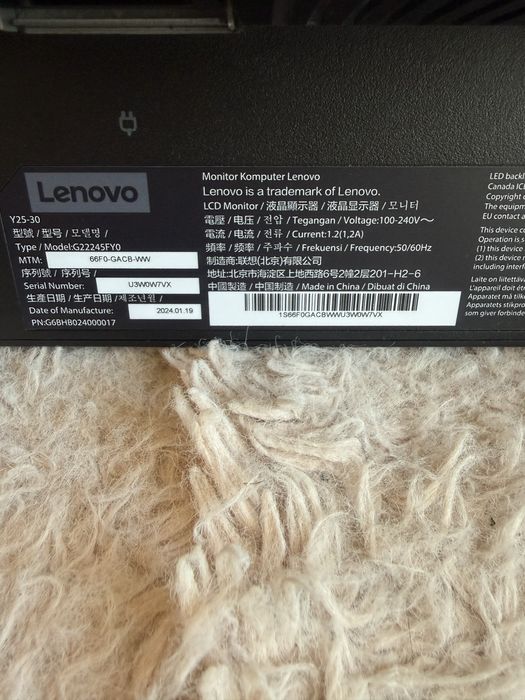 Lenovo
Y25-30
型號 / 型号 / 모델명 /
Type / Model:G22245FY0
MTM: 66F0-GACB-WW
序列號 / 序列号 /
Serial Number: U3W0W7VX
生產日期 / 生产日期 / 제조년월 /
Date of Manufacture: 2024.01.19
PN:G6BHB024000017
Monitor Komputer Lenovo
Lenovo is a trademark of Lenovo.
LCD Monitor / 液晶顯示器 / 液晶显示器 / 모니터
電壓 / 电压 / 전압 / Tegangan / Voltage:100-240V～
頻率 / 频率 / 주파수 / Frekuensi / Frequency:50/60Hz
電流 / 电流 / 전류 / Current:1.2(1,2A)
制造商:联想(北京)有限公司
地址:北京市海淀区上地西路6号2幢2层201-H2-6
中國製造 / 中国制造 / Made in China / Dibuat di China
1S66F0GACBWWU3W0W7VX
LED backl
Canada ICE
Copyright
The equipm
EU contact a
This device co
Operation is s
(1) this device
(2) this device
including interf
Laite on liitettävä
L'appareil doit êtr
Apparatet må tilk
Apparatets stikpro
som giver forbinde